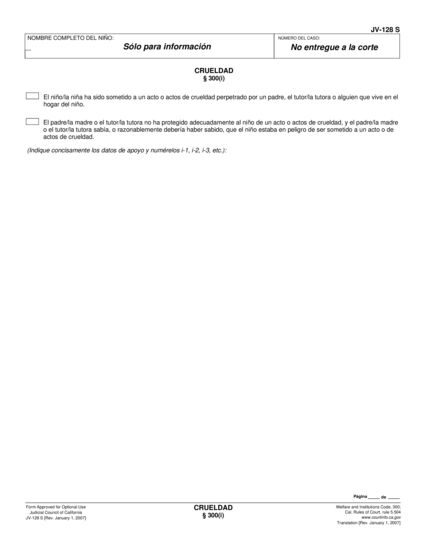 JV-128 S
NOMBRE COMPLETO DEL NIÑO:
NÚMERO DEL CASO:
Sólo para información
No entregue a la corte
CRUELDAD
§ 300(i)
El niño/la niña ha sido sometido a un acto o actos de crueldad perpetrado por un padre, el tutor/la tutora o alguien que vive en el
hogar del niño.
El padre/la madre o el tutor/la tutora no ha protegido adecuadamente al niño de un acto o actos de crueldad, y el padre/la madre
o el tutor/la tutora sabía, o razonablemente debería haber sabido, que el niño estaba en peligro de ser sometido a un acto o de
actos de crueldad.
(Indique concisamente los datos de apoyo y numérelos i-1, i-2, i-3, etc.):
Página _____ de _____
Form Approved for Optional Use
Judicial Council of California
JV-128 S [Rev. January 1, 2007]
CRUELDAD
§ 300(i)
Welfare and Institutions Code, 300;
Cal. Rules of Court, rule 5.504
www.courtinfo.ca.gov
Translation [Rev. January 1, 2007]